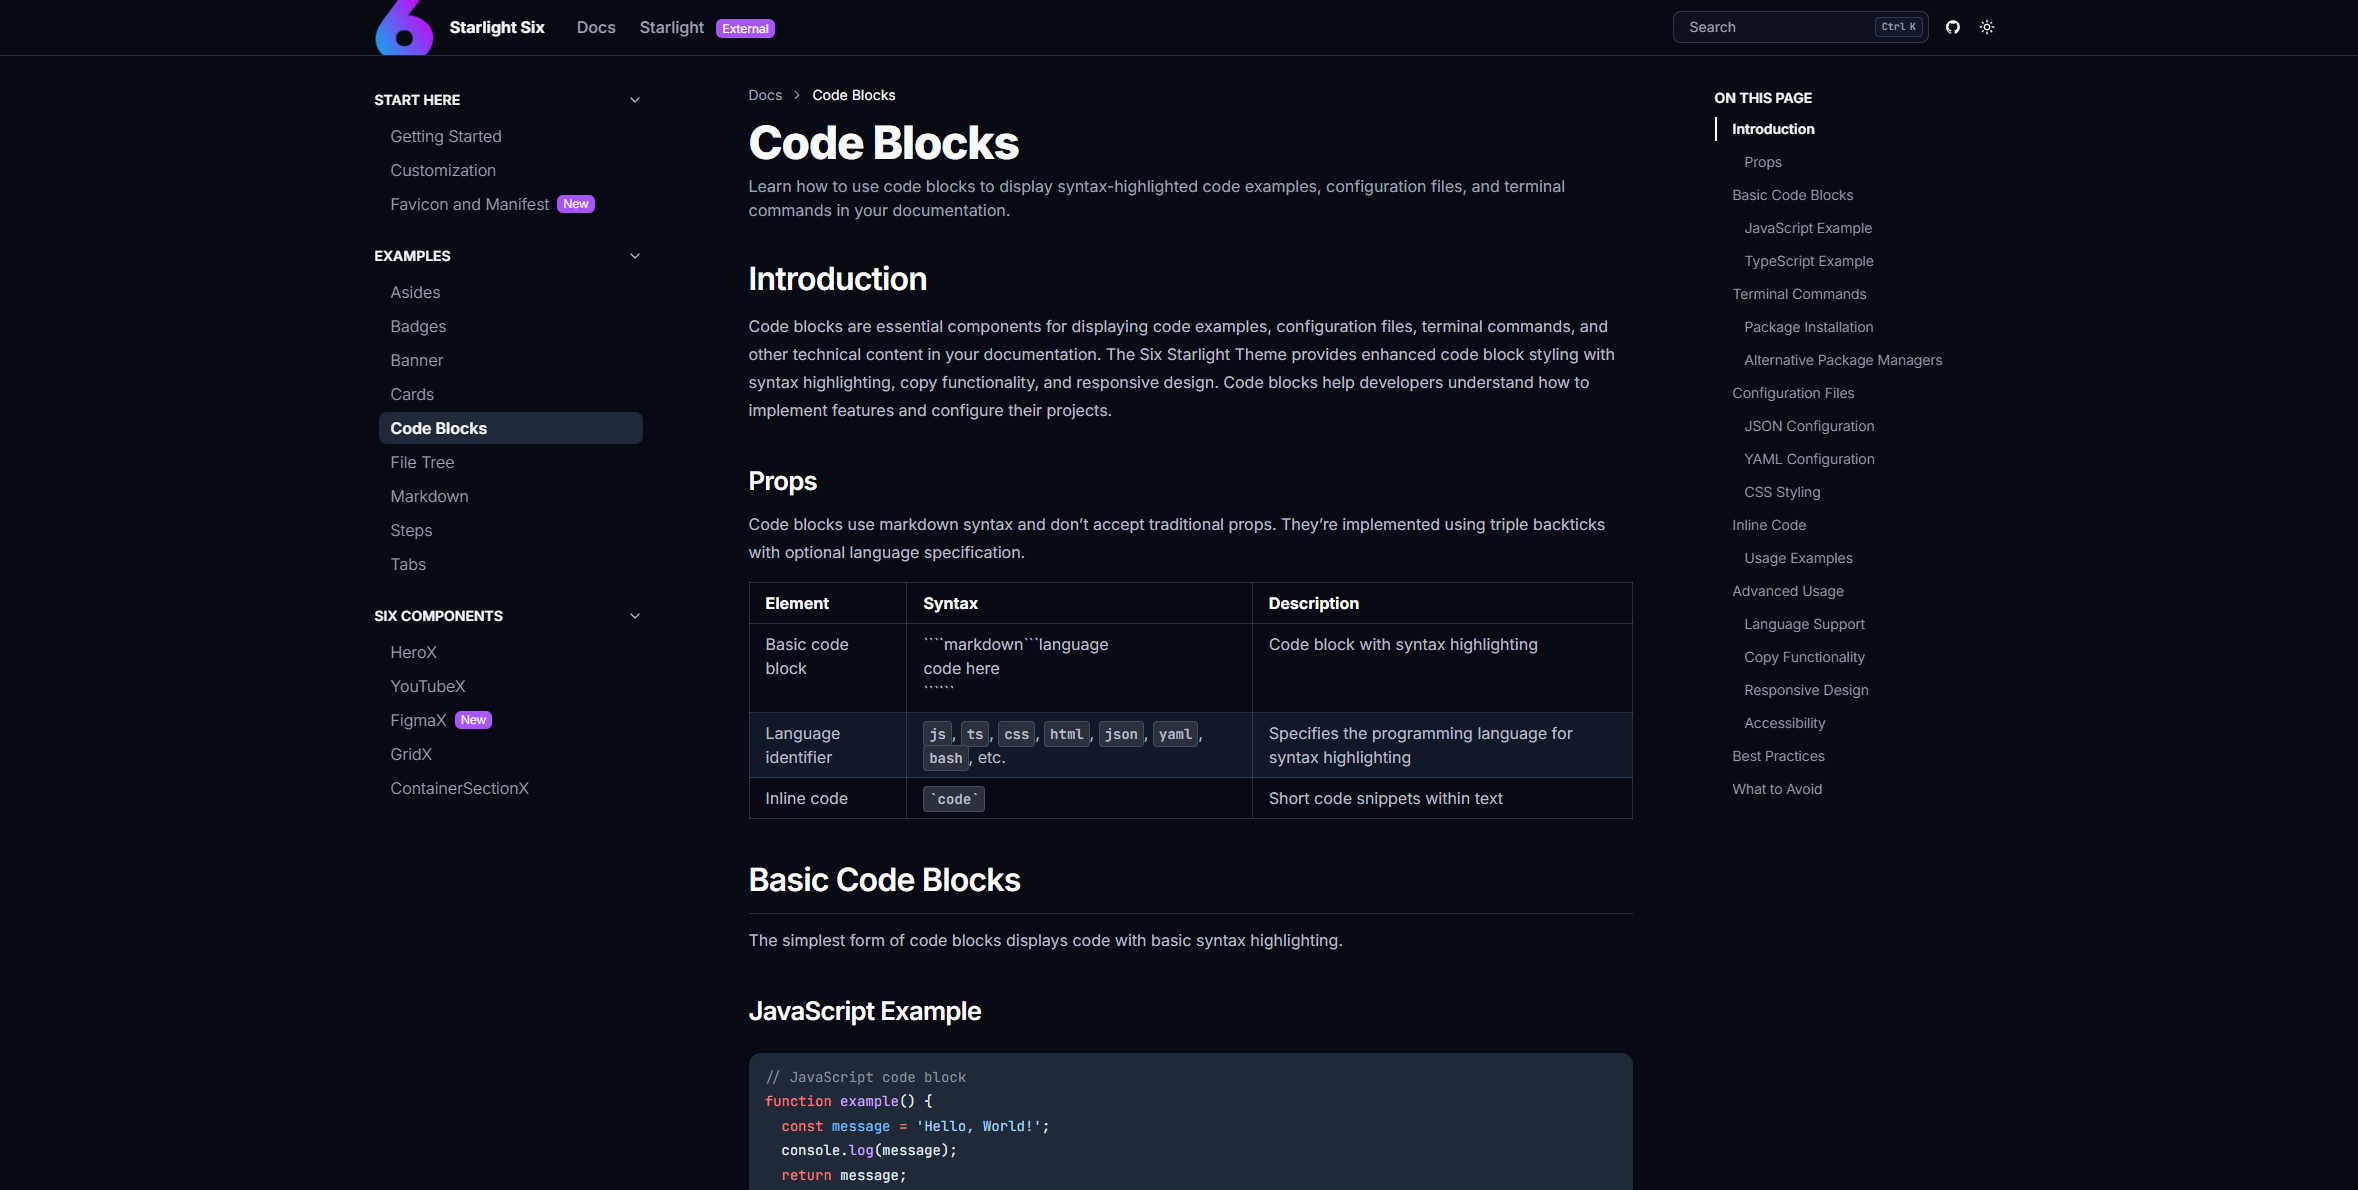 Starlight Six
Docs
Starlight External
Search
Ctrl K
START HERE
Getting Started
Customization
Favicon and Manifest New
EXAMPLES
Asides
Badges
Banner
Cards
Code Blocks
File Tree
Markdown
Steps
Tabs
SIX COMPONENTS
HeroX
YouTubeX
FigmaX New
GridX
ContainerSectionX
Docs > Code Blocks
Code Blocks
Learn how to use code blocks to display syntax-highlighted code examples, configuration files, and terminal
commands in your documentation.
Introduction
Code blocks are essential components for displaying code examples, configuration files, terminal commands, and
other technical content in your documentation. The Six Starlight Theme provides enhanced code block styling with
syntax highlighting, copy functionality, and responsive design. Code blocks help developers understand how to
implement features and configure their projects.
Props
Code blocks use markdown syntax and don’t accept traditional props. They’re implemented using triple backticks
with optional language specification.
Element Syntax Description
Basic code ````markdown```language Code block with syntax highlighting
block code here
``````
Language js, ts, css, html, json, yaml, Specifies the programming language for
identifier bash, etc. syntax highlighting
Inline code `code` Short code snippets within text
Basic Code Blocks
The simplest form of code blocks displays code with basic syntax highlighting.
JavaScript Example
// JavaScript code block
function example() {
  const message = 'Hello, World!';
  console.log(message);
  return message;
ON THIS PAGE
Introduction
Props
Basic Code Blocks
JavaScript Example
TypeScript Example
Terminal Commands
Package Installation
Alternative Package Managers
Configuration Files
JSON Configuration
YAML Configuration
CSS Styling
Inline Code
Usage Examples
Advanced Usage
Language Support
Copy Functionality
Responsive Design
Accessibility
Best Practices
What to Avoid